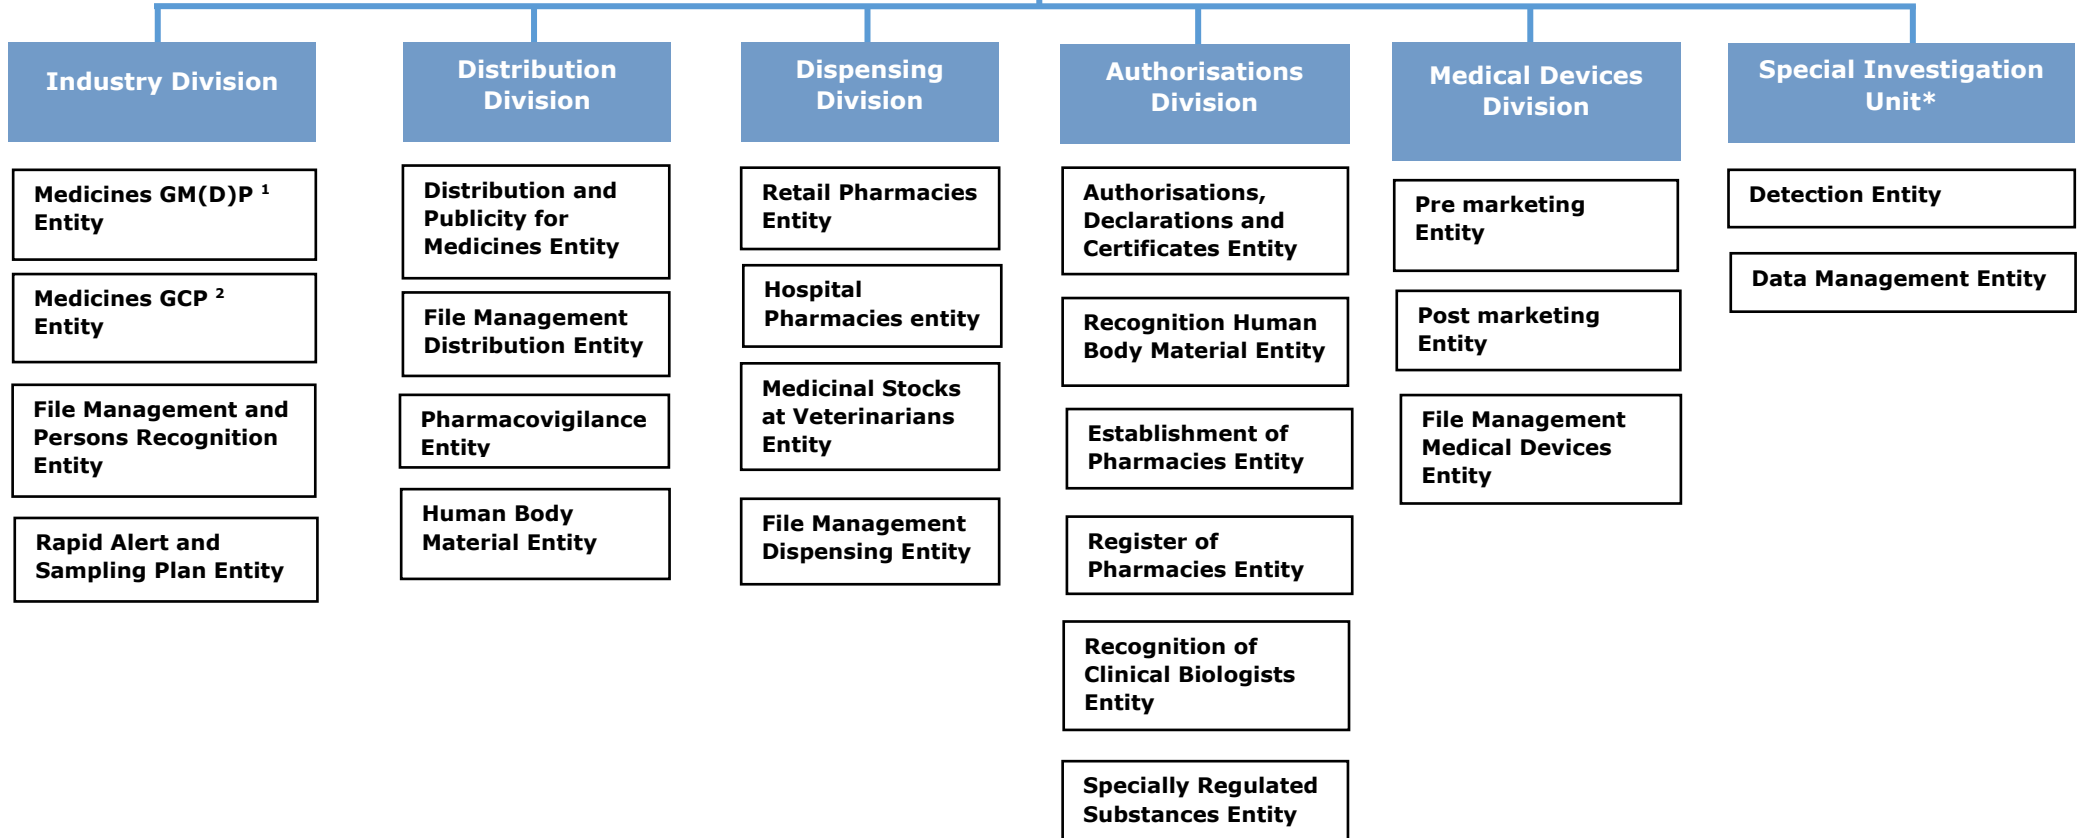 Industry Division
Medicines GM(D)P ¹
Entity
Medicines GCP ²
Entity
File Management and
Persons Recognition
Entity
Rapid Alert and
Sampling Plan Entity
Distribution
Division
Distribution and
Publicity for
Medicines Entity
File Management
Distribution Entity
Pharmacovigilance
Entity
Human Body
Material Entity
Dispensing
Division
Retail Pharmacies
Entity
Hospital
Pharmacies entity
Medicinal Stocks
at Veterinarians
Entity
File Management
Dispensing Entity
Authorisations
Division
Authorisations,
Declarations and
Certificates Entity
Recognition Human
Body Material Entity
Establishment of
Pharmacies Entity
Register of
Pharmacies Entity
Recognition of
Clinical Biologists
Entity
Specially Regulated
Substances Entity
Medical Devices
Division
Pre marketing
Entity
Post marketing
Entity
File Management
Medical Devices
Entity
Special Investigation
Unit*
Detection Entity
Data Management Entity